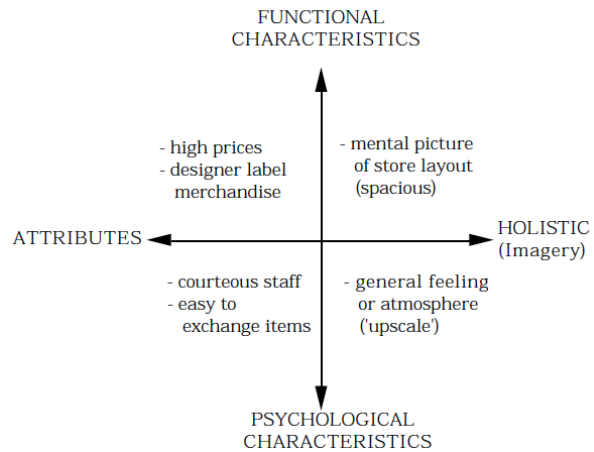 FUNCTIONAL
CHARACTERISTICS
- high prices
- designer label
merchandise
- mental picture
of store layout
(spacious)
ATTRIBUTES
HOLISTIC
(Imagery)
- courteous staff
- easy to
exchange items
- general feeling
or atmosphere
('upscale')
PSYCHOLOGICAL
CHARACTERISTICS